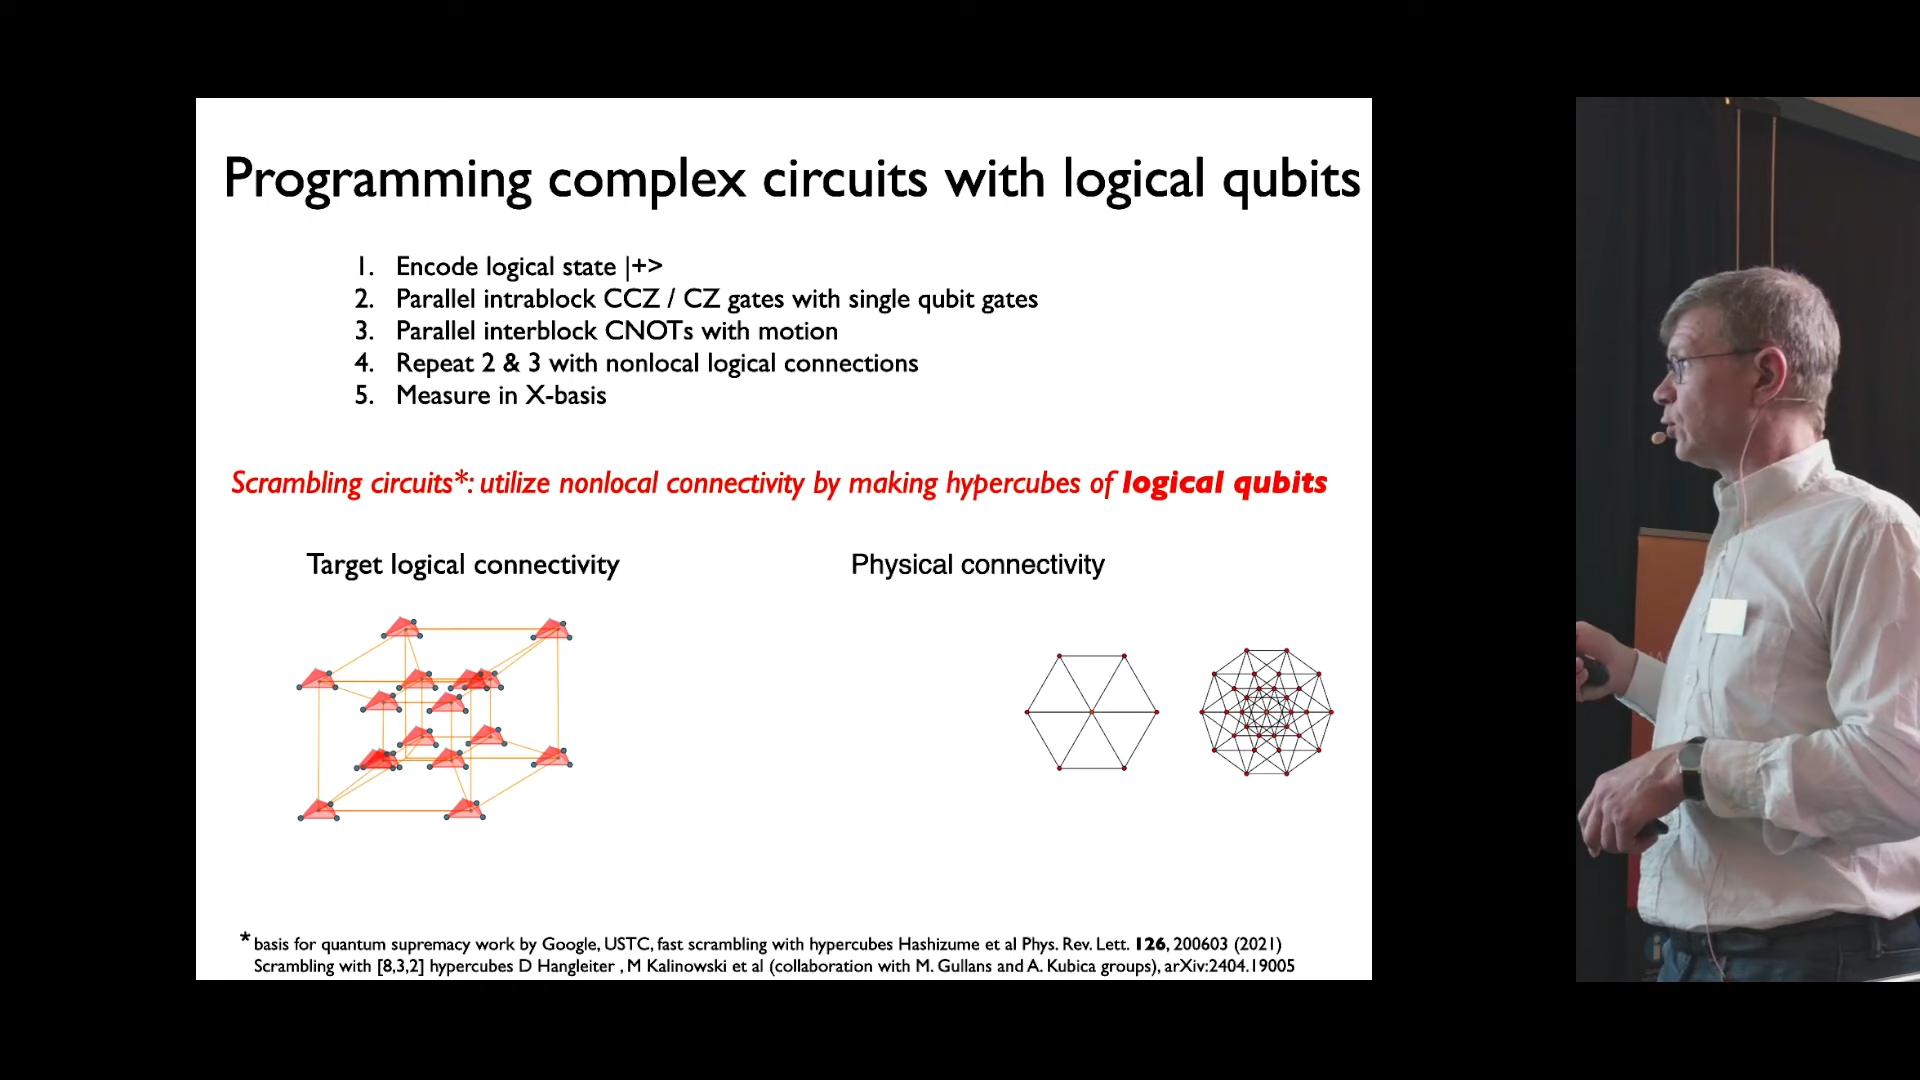 Programming complex circuits with logical qubits
1. Encode logical state |+>
2. Parallel intrablock CCZ / CZ gates with single qubit gates
3. Parallel interblock CNOTs with motion
4. Repeat 2 & 3 with nonlocal logical connections
5. Measure in X-basis
Scrambling circuits*: utilize nonlocal connectivity by making hypercubes of logical qubits
Target logical connectivity
Physical connectivity
* basis for quantum supremacy work by Google, USTC, fast scrambling with hypercubes Hashizume et al Phys. Rev. Lett. 126, 200603 (2021)
Scrambling with [8,3,2] hypercubes D Hangleiter , M Kalinowski et al (collaboration with M. Gullans and A. Kubica groups), arXiv:2404.19005